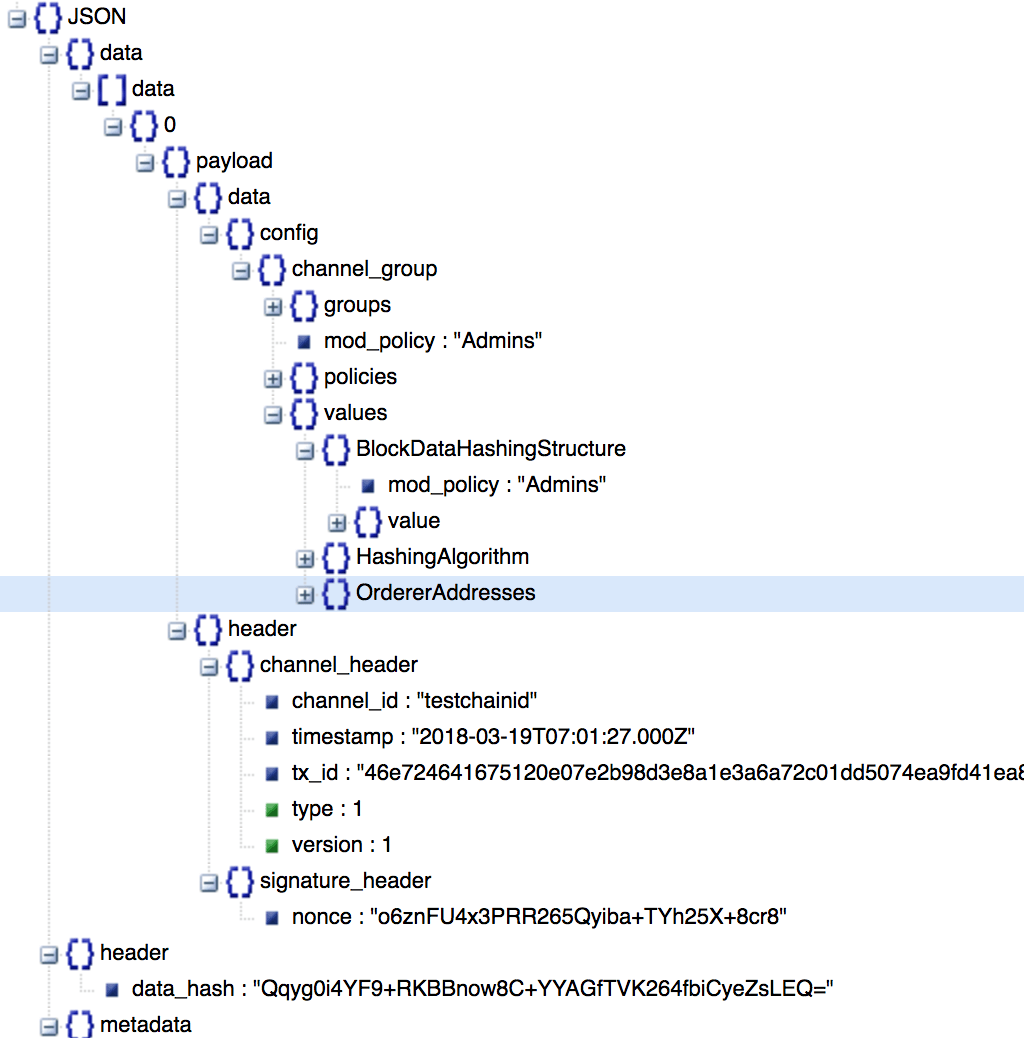 JSON
data
data
0
payload
data
config
channel_group
groups
mod_policy : "Admins"
policies
values
BlockDataHashingStructure
mod_policy : "Admins"
value
HashingAlgorithm
OrdererAddresses
header
channel_header
channel_id : "testchainid"
timestamp : "2018-03-19T07:01:27.000Z"
tx_id : "46e724641675120e07e2b98d3e8a1e3a6a72c01dd5074ea9fd41ea8
type : 1
version : 1
signature_header
nonce : "o6znFU4x3PRR265Qyiba+TYh25X+8cr8"
header
data_hash : "Qqyg0i4YF9+RKBBnow8C+YYAGfTVK264fbiCyeZsLEQ="
metadata